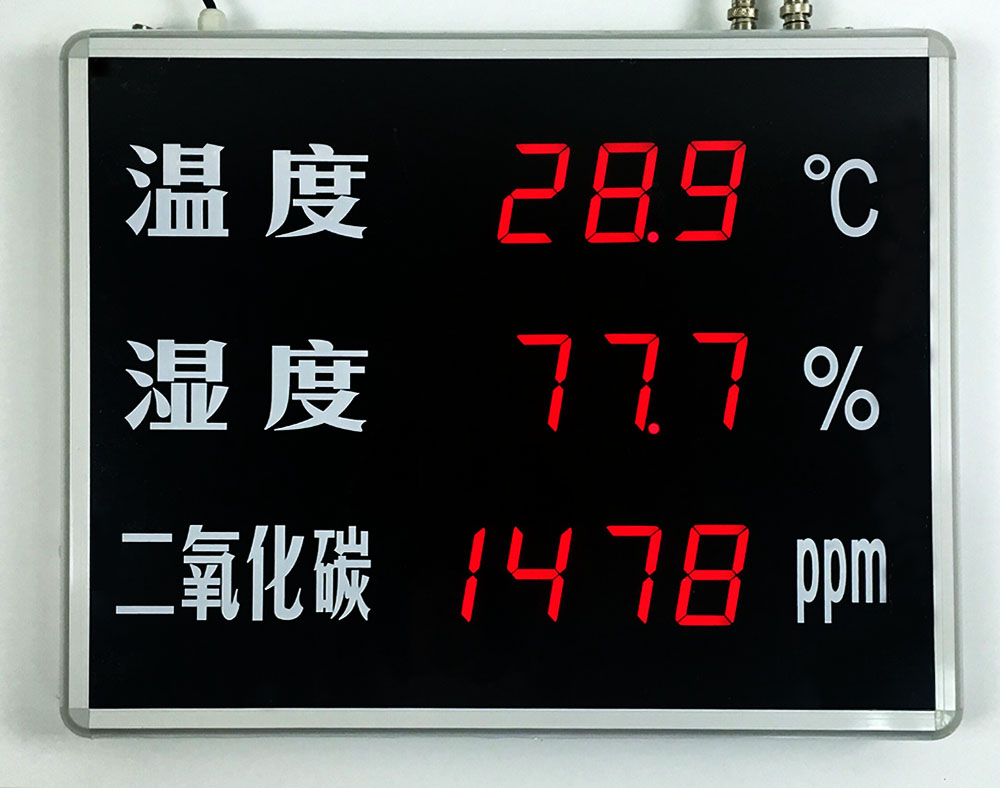 温度 28.9 ℃
湿度 77.7 %
二氧化碳 1478 ppm